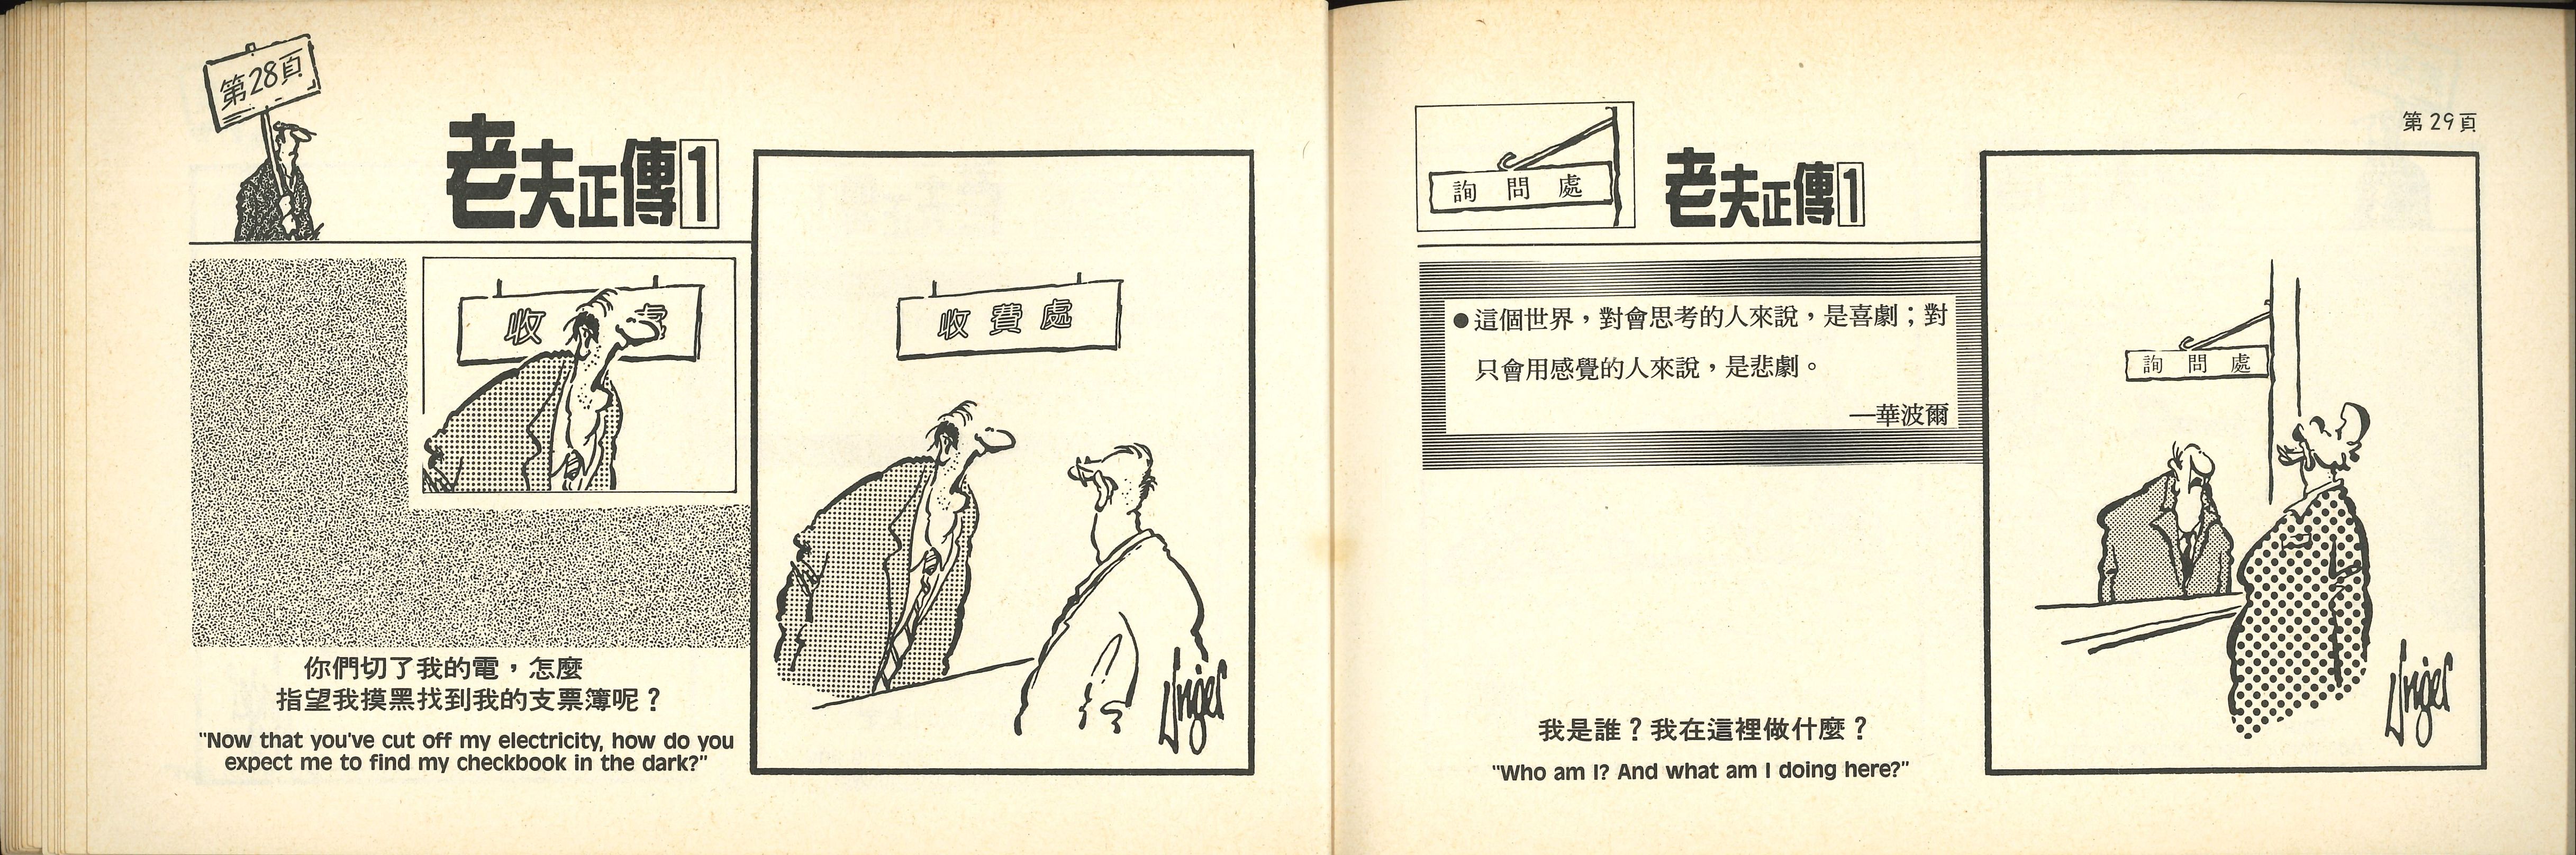 第28頁
老夫正傳1
收 處
收費處
你們切了我的電，怎麼
指望我摸黑找到我的支票簿呢？
"Now that you've cut off my electricity, how do you
expect me to find my checkbook in the dark?"
Unger
第29頁
詢問處
老夫正傳1
●這個世界，對會思考的人來說，是喜劇；對
只會用感覺的人來說，是悲劇。
—華波爾
詢問處
我是誰？我在這裡做什麼？
"Who am I? And what am I doing here?"
Unger